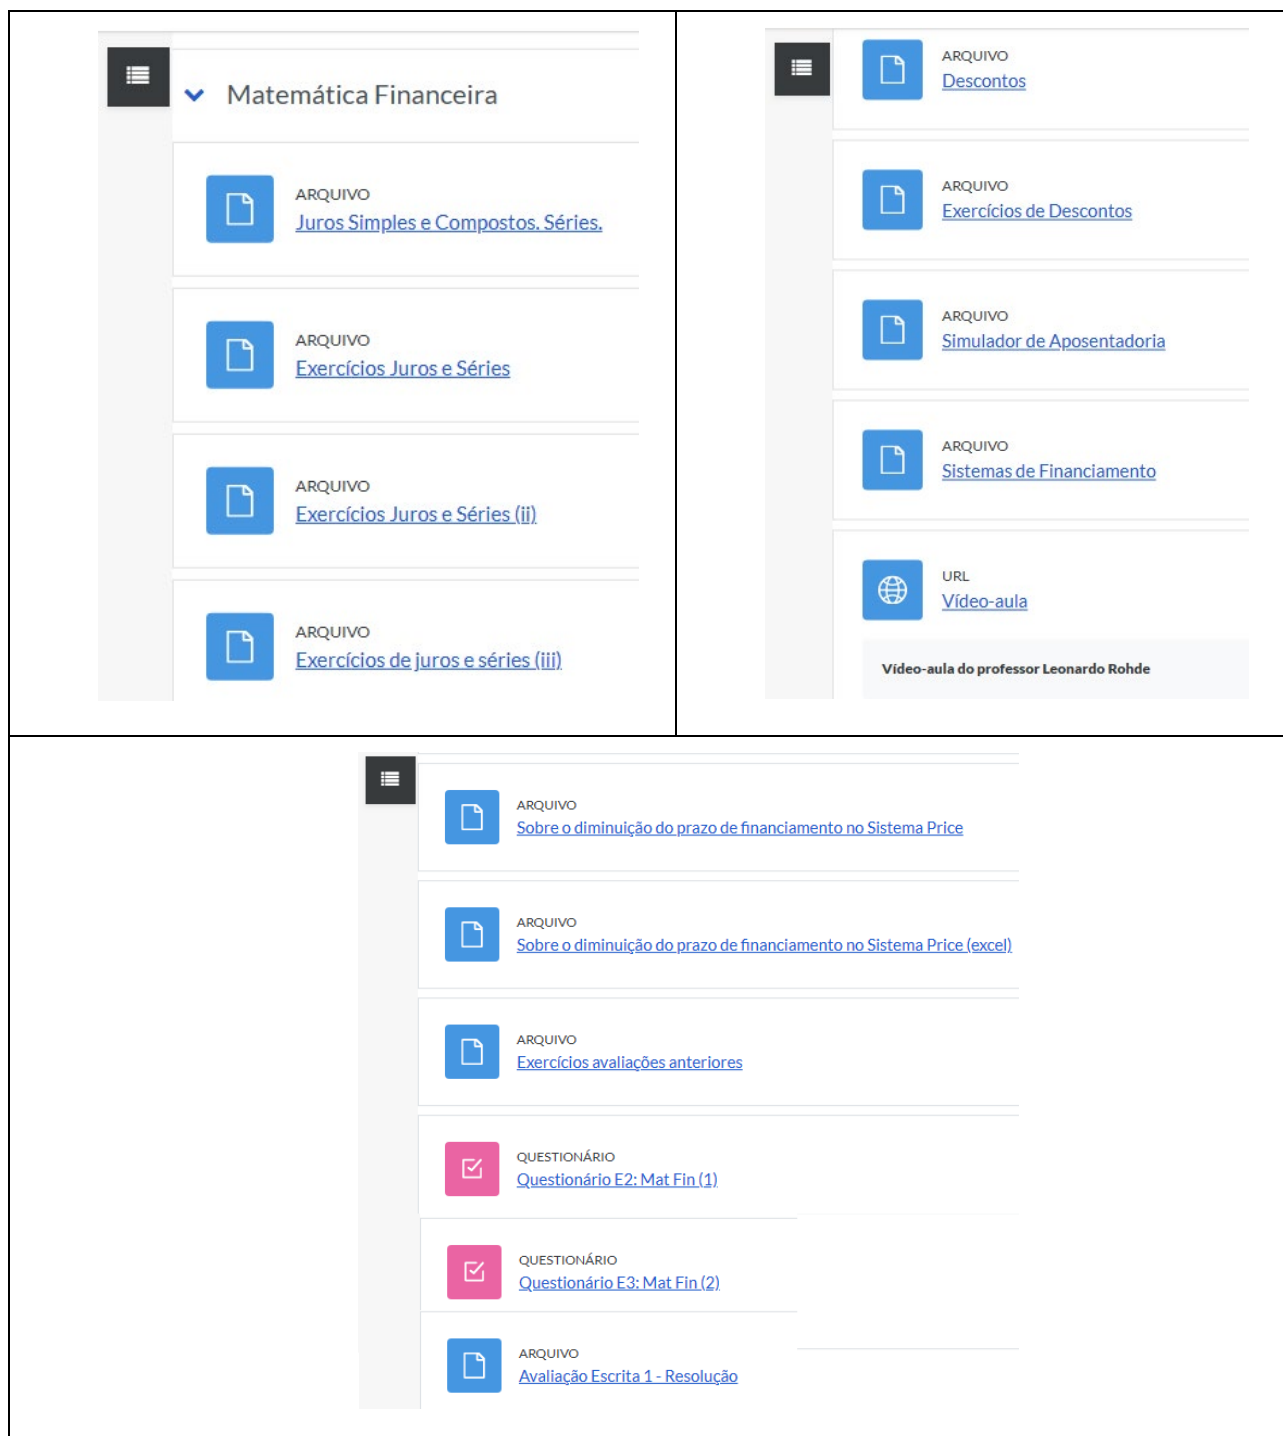 Matemática Financeira
ARQUIVO
Juros Simples e Compostos. Séries.
ARQUIVO
Exercícios Juros e Séries
ARQUIVO
Exercícios Juros e Séries (ii)
ARQUIVO
Exercícios de juros e séries (iii)
ARQUIVO
Descontos
ARQUIVO
Exercícios de Descontos
ARQUIVO
Simulador de Aposentadoria
ARQUIVO
Sistemas de Financiamento
URL
Vídeo-aula
Vídeo-aula do professor Leonardo Rohde
ARQUIVO
Sobre o diminuição do prazo de financiamento no Sistema Price
ARQUIVO
Sobre o diminuição do prazo de financiamento no Sistema Price (excel)
ARQUIVO
Exercícios avaliações anteriores
QUESTIONÁRIO
Questionário E2: Mat Fin (1)
QUESTIONÁRIO
Questionário E3: Mat Fin (2)
ARQUIVO
Avaliação Escrita 1 - Resolução